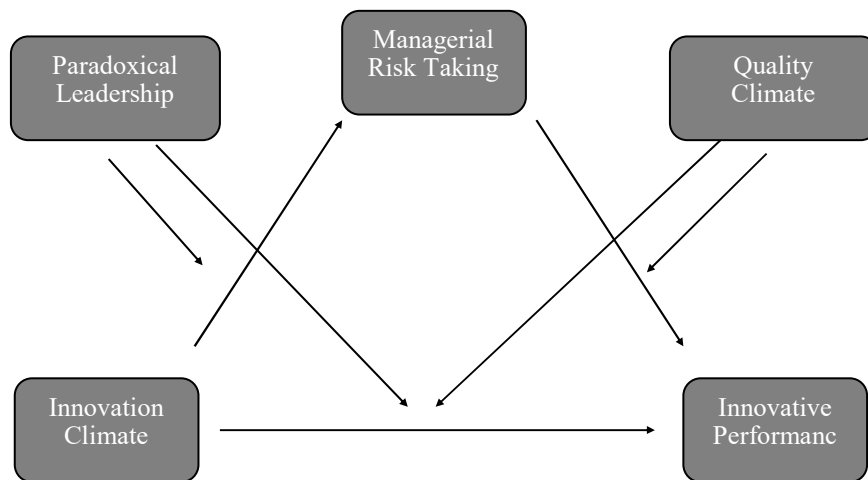 Paradoxical
Leadership
Managerial
Risk Taking
Quality
Climate
Innovation
Climate
Innovative
Performanc